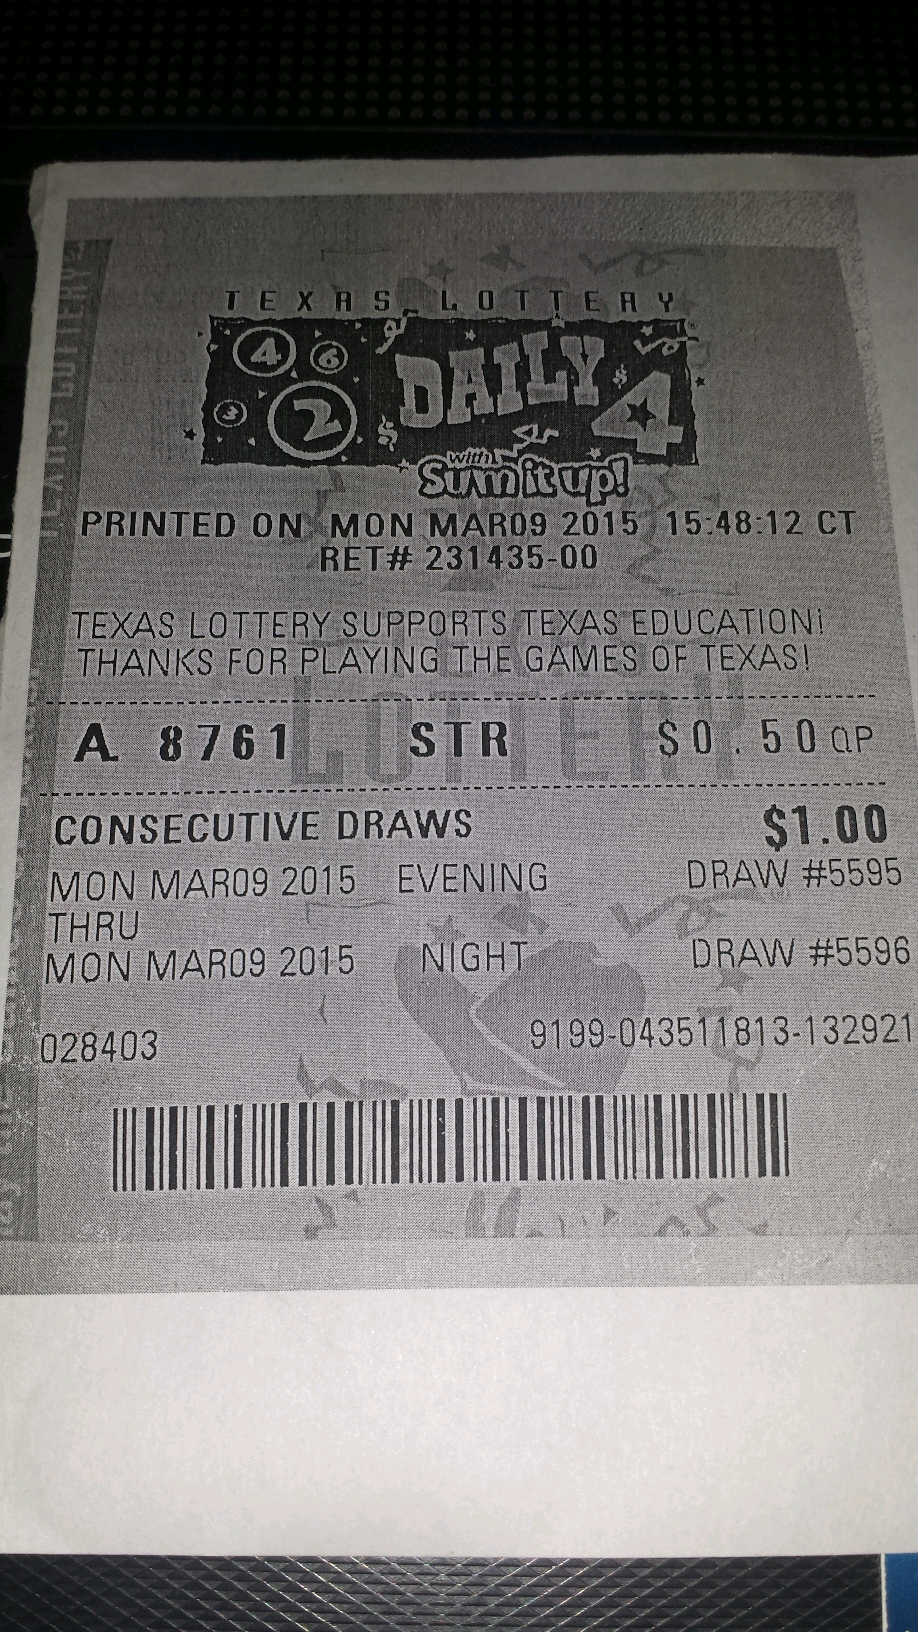 TEXAS LOTTERY
4 6 DAILY 4
3 2
with
Sum it up!
PRINTED ON MON MAR09 2015 15:48:12 CT
RET# 231435-00
TEXAS LOTTERY SUPPORTS TEXAS EDUCATION!
THANKS FOR PLAYING THE GAMES OF TEXAS!
A 8761 STR $0.50 QP
CONSECUTIVE DRAWS $1.00
MON MAR09 2015 EVENING DRAW #5595
THRU
MON MAR09 2015 NIGHT DRAW #5596
028403 9199-043511813-132921
TEXAS LOTTERY
LOTTERY